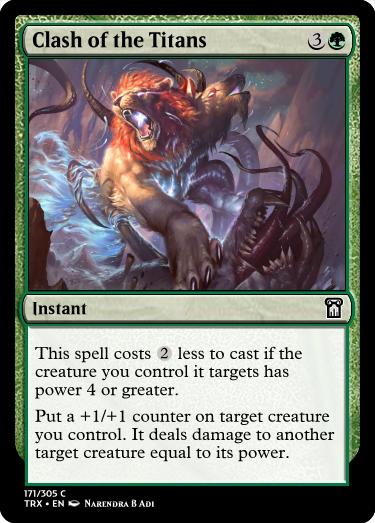 Clash of the Titans 3
Instant
This spell costs 2 less to cast if the
creature you control it targets has
power 4 or greater.
Put a +1/+1 counter on target creature
you control. It deals damage to another
target creature equal to its power.
171/305 C
TRX • EN Narendra B Adi